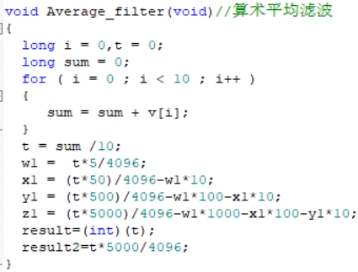 void Average_filter(void)//算术平均滤波
{
long i = 0,t = 0;
long sum = 0;
for ( i = 0 ; i < 10 ; i++ )
{
sum = sum + v[i];
}
t = sum /10;
w1 = t*5/4096;
x1 = (t*50)/4096-w1*10;
y1 = (t*500)/4096-w1*100-x1*10;
z1 = (t*5000)/4096-w1*1000-x1*100-y1*10;
result=(int)(t);
result2=t*5000/4096;
}